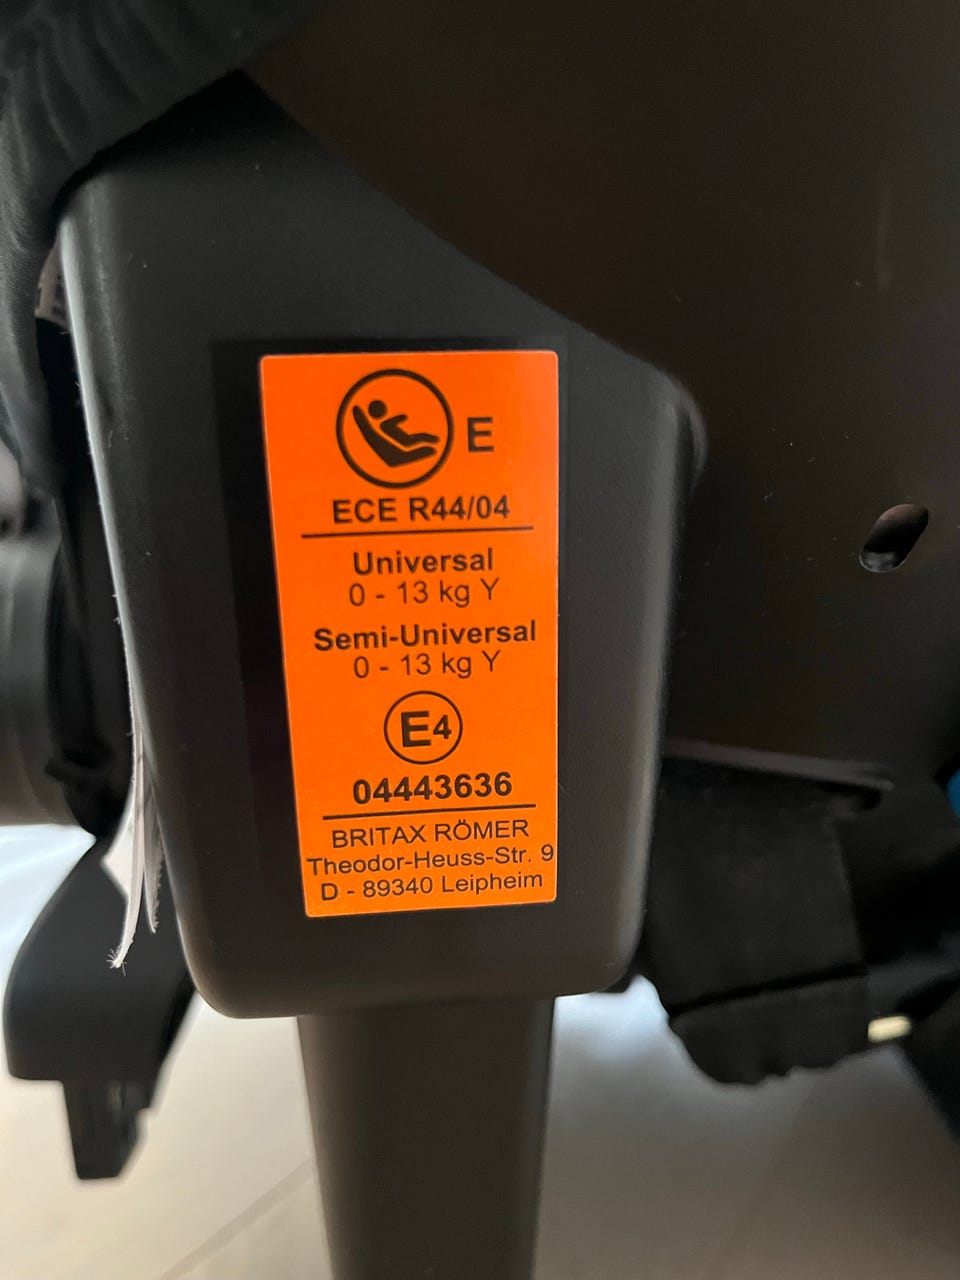 E
ECE R44/04
Universal
0 - 13 kg Y
Semi-Universal
0 - 13 kg Y
E4
04443636
BRITAX RÖMER
Theodor-Heuss-Str. 9
D - 89340 Leipheim